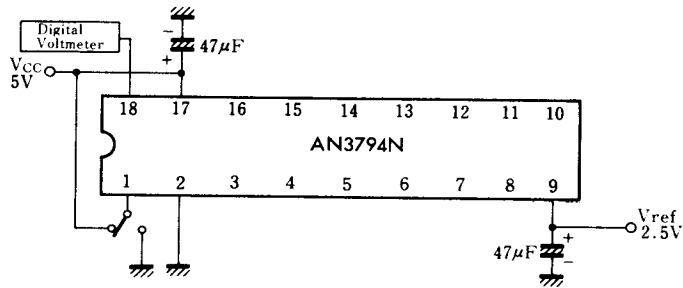 Digital
Voltmeter
−
+
47μF
VCC
5V
18 17 16 15 14 13 12 11 10
AN3794N
1 2 3 4 5 6 7 8 9
Vref
2.5V
+
47μF
−